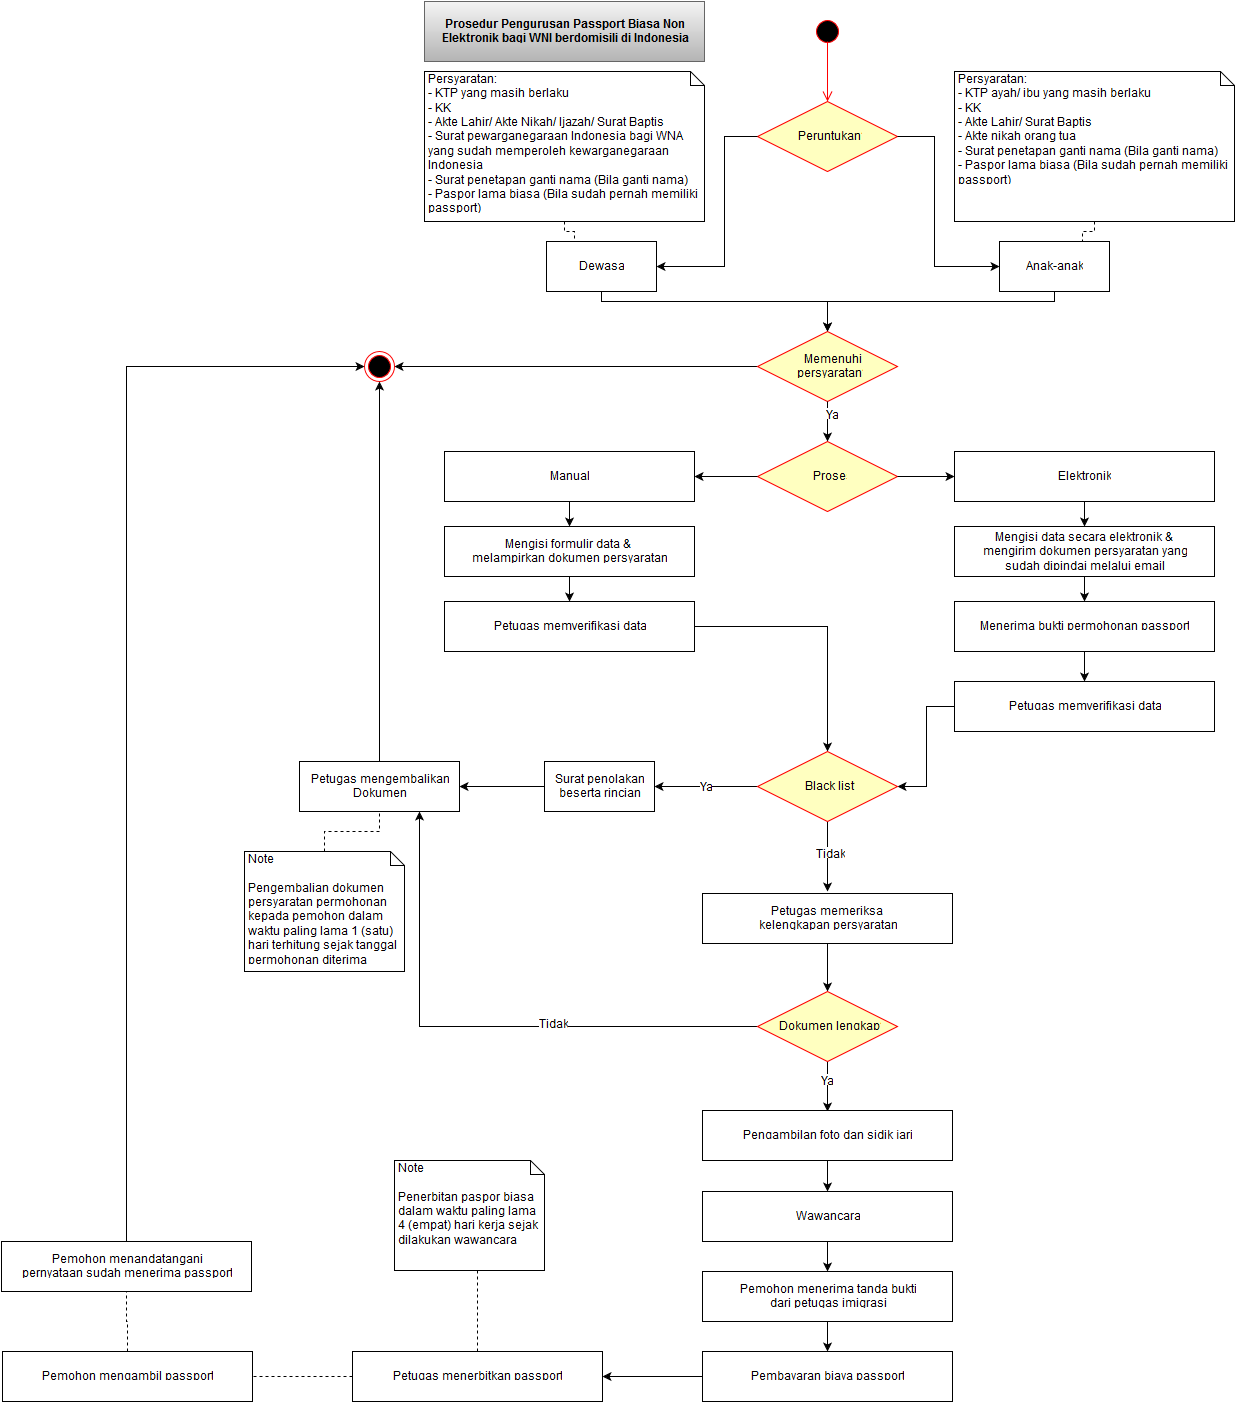 Prosedur Pengurusan Passport Biasa Non
Elektronik bagi WNI berdomisili di Indonesia
Persyaratan:
- KTP yang masih berlaku
- KK
- Akte Lahir/ Akte Nikah/ Ijazah/ Surat Baptis
- Surat pewarganegaraan Indonesia bagi WNA
yang sudah memperoleh kewarganegaraan
Indonesia
- Surat penetapan ganti nama (Bila ganti nama)
- Paspor lama biasa (Bila sudah pernah memiliki
passport)
Peruntukan
Persyaratan:
- KTP ayah/ ibu yang masih berlaku
- KK
- Akte Lahir/ Surat Baptis
- Akte nikah orang tua
- Surat penetapan ganti nama (Bila ganti nama)
- Paspor lama biasa (Bila sudah pernah memiliki
passport)
Dewasa
Anak-anak
Memenuhi
persyaratan
Ya
Manual
Prose
Elektronik
Mengisi formulir data &
melampirkan dokumen persyaratan
Mengisi data secara elektronik &
mengirim dokumen persyaratan yang
sudah dipindai melalui email
Petugas memverifikasi data
Menerima bukti permohonan passport
Petugas memverifikasi data
Petugas mengembalikan
Dokumen
Surat penolakan
beserta rincian
Ya
Black list
Tidak
Note
Pengembalian dokumen
persyaratan permohonan
kepada pemohon dalam
waktu paling lama 1 (satu)
hari terhitung sejak tanggal
permohonan diterima
Petugas memeriksa
kelengkapan persyaratan
Tidak
Dokumen lengkap
Ya
Pengambilan foto dan sidik jari
Note
Penerbitan paspor biasa
dalam waktu paling lama
4 (empat) hari kerja sejak
dilakukan wawancara
Wawancara
Pemohon menandatangani
pernyataan sudah menerima passport
Pemohon menerima tanda bukti
dari petugas imigrasi
Pemohon mengambil passport
Petugas menerbitkan passport
Pembayaran biaya passport